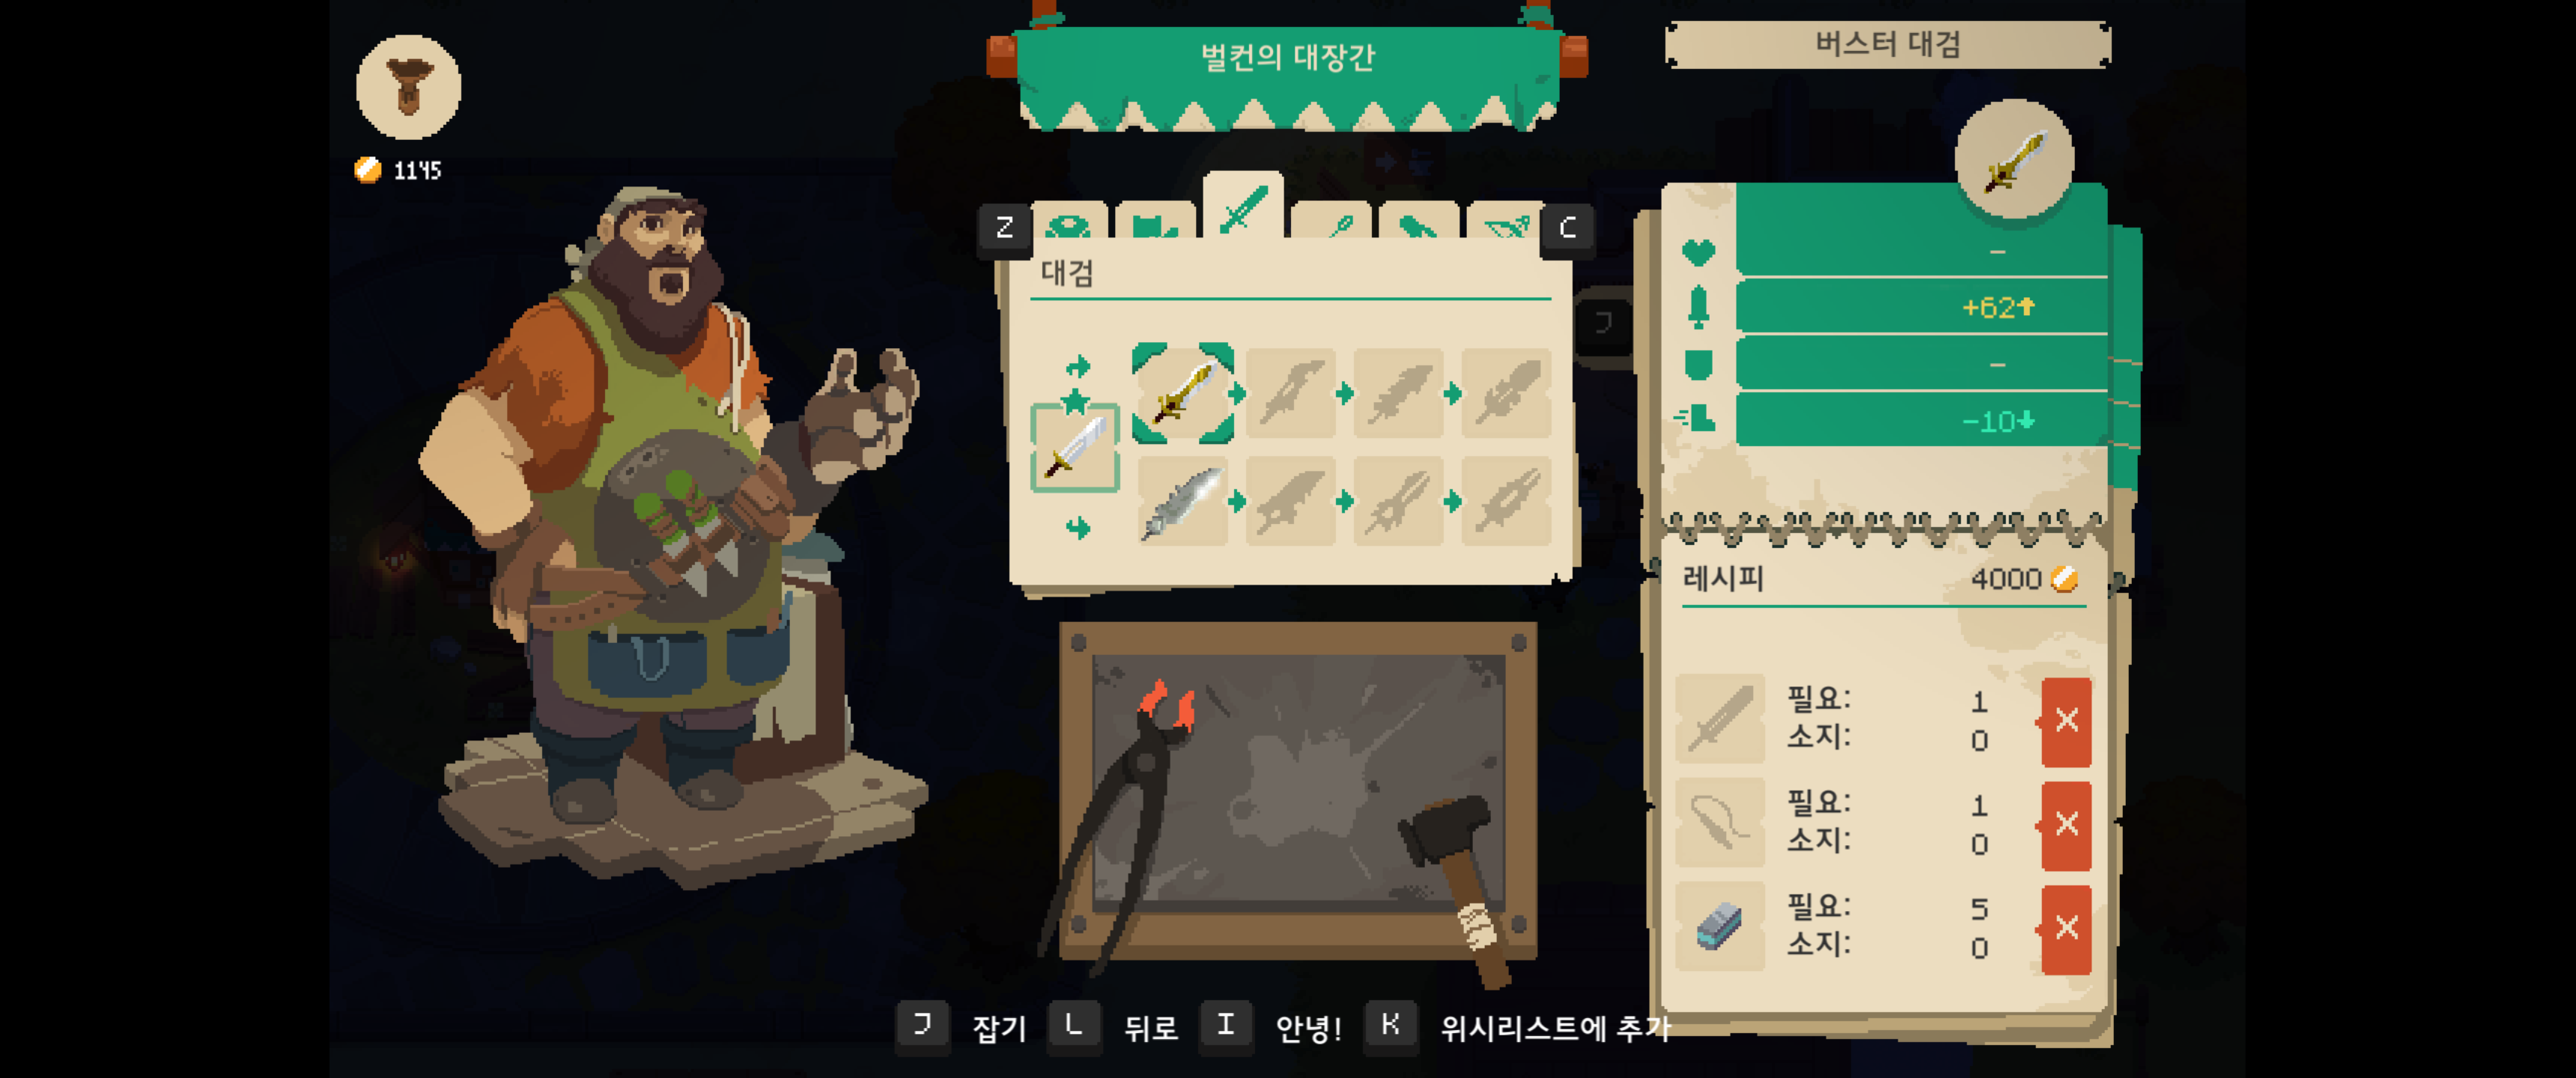 벌컨의 대장간
버스터 대검
1145
Z
C
대검
J
–
+62
–
-10
레시피 4000
필요: 1
소지: 0
필요: 1
소지: 0
필요: 5
소지: 0
J 잡기 L 뒤로 I 안녕! K 위시리스트에 추가